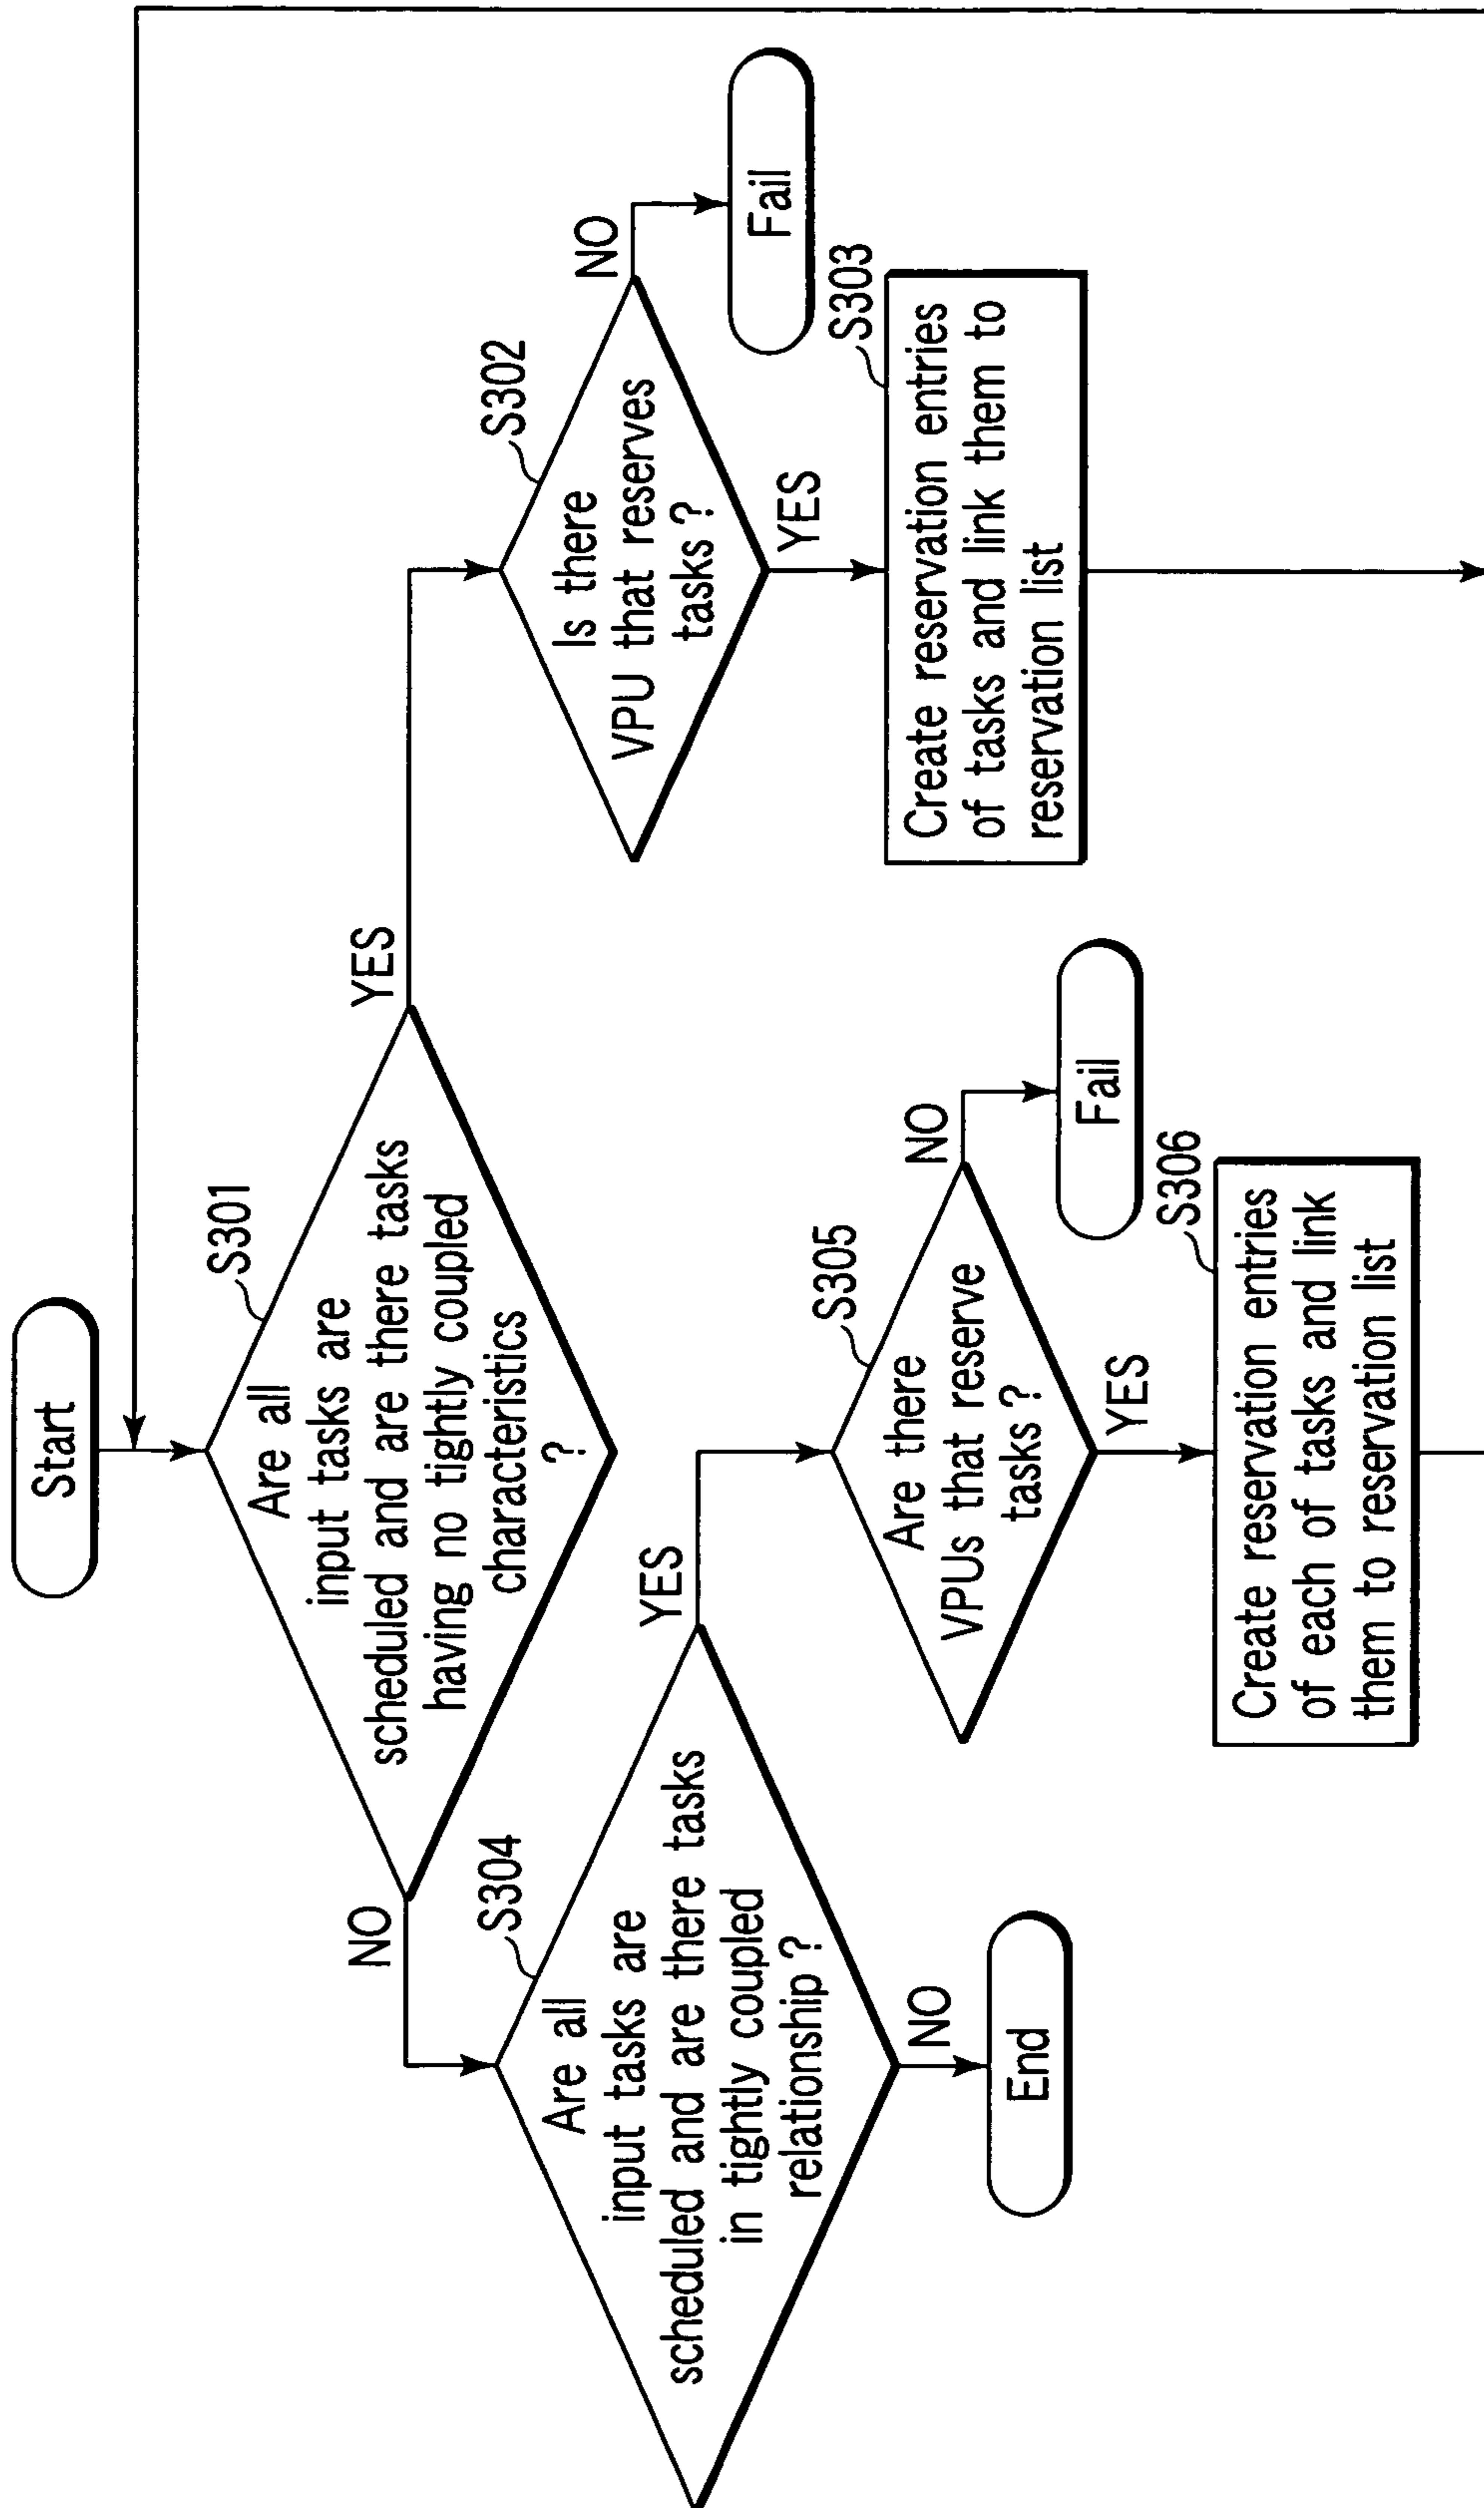 Start
S301
Are all
input tasks are
scheduled and are there tasks
having no tightly coupled
characteristics
?
YES
NO
S302
Is there
VPU that reserves
tasks ?
NO
Fail
YES
S303
Create reservation entries
of tasks and link them to
reservation list
S304
Are all
input tasks are
scheduled and are there tasks
in tightly coupled
relationship ?
YES
NO
End
S305
Are there
VPUs that reserve
tasks ?
NO
Fail
YES
S306
Create reservation entries
of each of tasks and link
them to reservation list